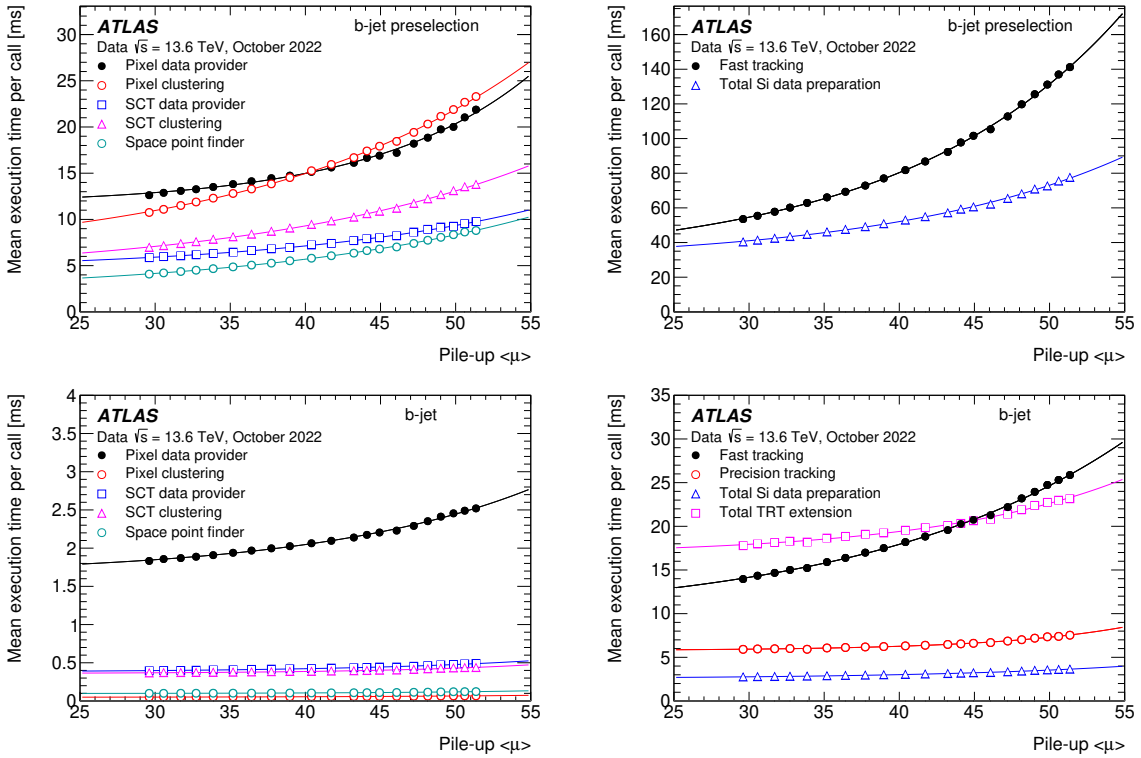 ATLAS
b-jet preselection
Data √s = 13.6 TeV, October 2022
Pixel data provider
Pixel clustering
SCT data provider
SCT clustering
Space point finder
Mean execution time per call [ms]
0
5
10
15
20
25
30
25
30
35
40
45
50
55
Pile-up <μ>
ATLAS
b-jet preselection
Data √s = 13.6 TeV, October 2022
Fast tracking
Total Si data preparation
Mean execution time per call [ms]
0
20
40
60
80
100
120
140
160
25
30
35
40
45
50
55
Pile-up <μ>
ATLAS
b-jet
Data √s = 13.6 TeV, October 2022
Pixel data provider
Pixel clustering
SCT data provider
SCT clustering
Space point finder
Mean execution time per call [ms]
0
0.5
1
1.5
2
2.5
3
3.5
4
25
30
35
40
45
50
55
Pile-up <μ>
ATLAS
b-jet
Data √s = 13.6 TeV, October 2022
Fast tracking
Precision tracking
Total Si data preparation
Total TRT extension
Mean execution time per call [ms]
0
5
10
15
20
25
30
35
25
30
35
40
45
50
55
Pile-up <μ>